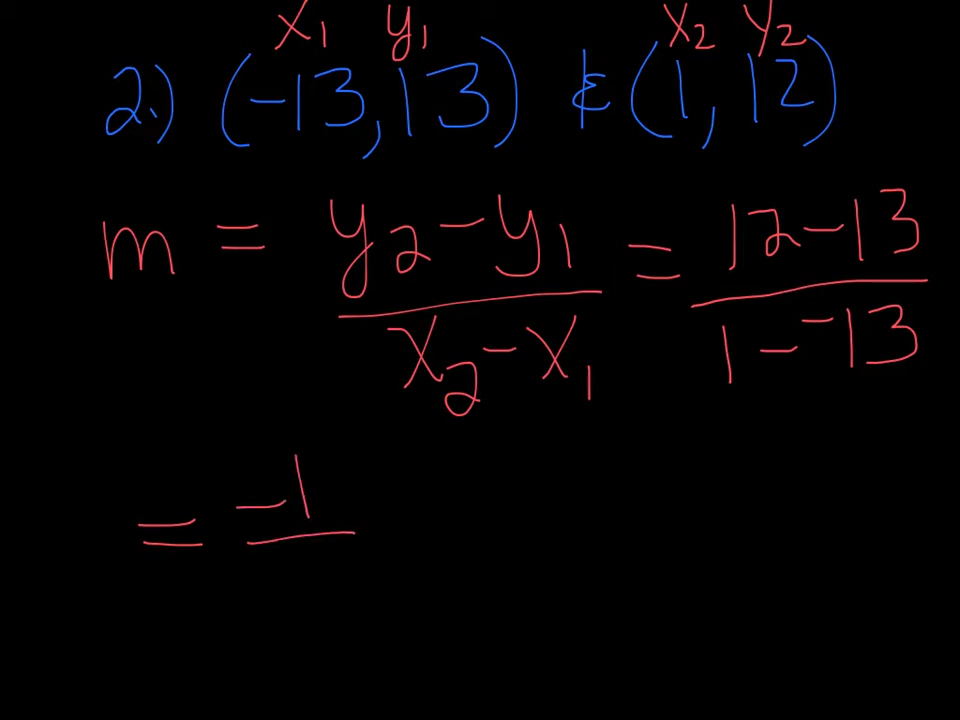 x₁ y₁ x₂ y₂
2.) (-13, 13) & (1, 12)
m = y₂-y₁ / x₂-x₁ = 12-13 / 1--13
= -1 /